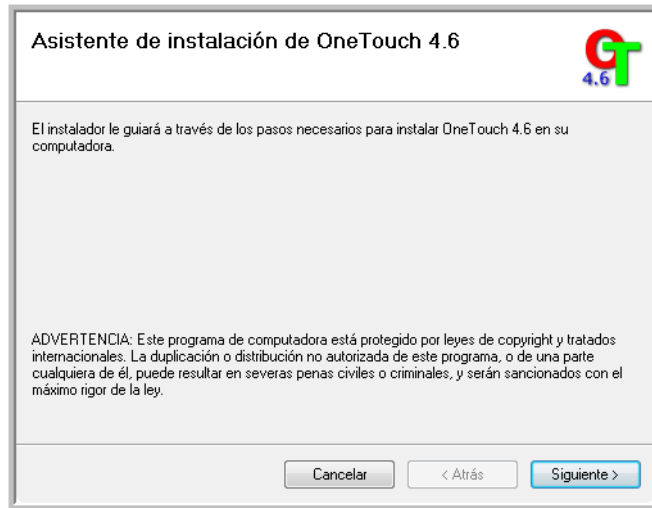 Asistente de instalación de OneTouch 4.6
OT
4.6
El instalador le guiará a través de los pasos necesarios para instalar OneTouch 4.6 en su
computadora.
ADVERTENCIA: Este programa de computadora está protegido por leyes de copyright y tratados
internacionales. La duplicación o distribución no autorizada de este programa, o de una parte
cualquiera de él, puede resultar en severas penas civiles o criminales, y serán sancionados con el
máximo rigor de la ley.
Cancelar
< Atrás
Siguiente >